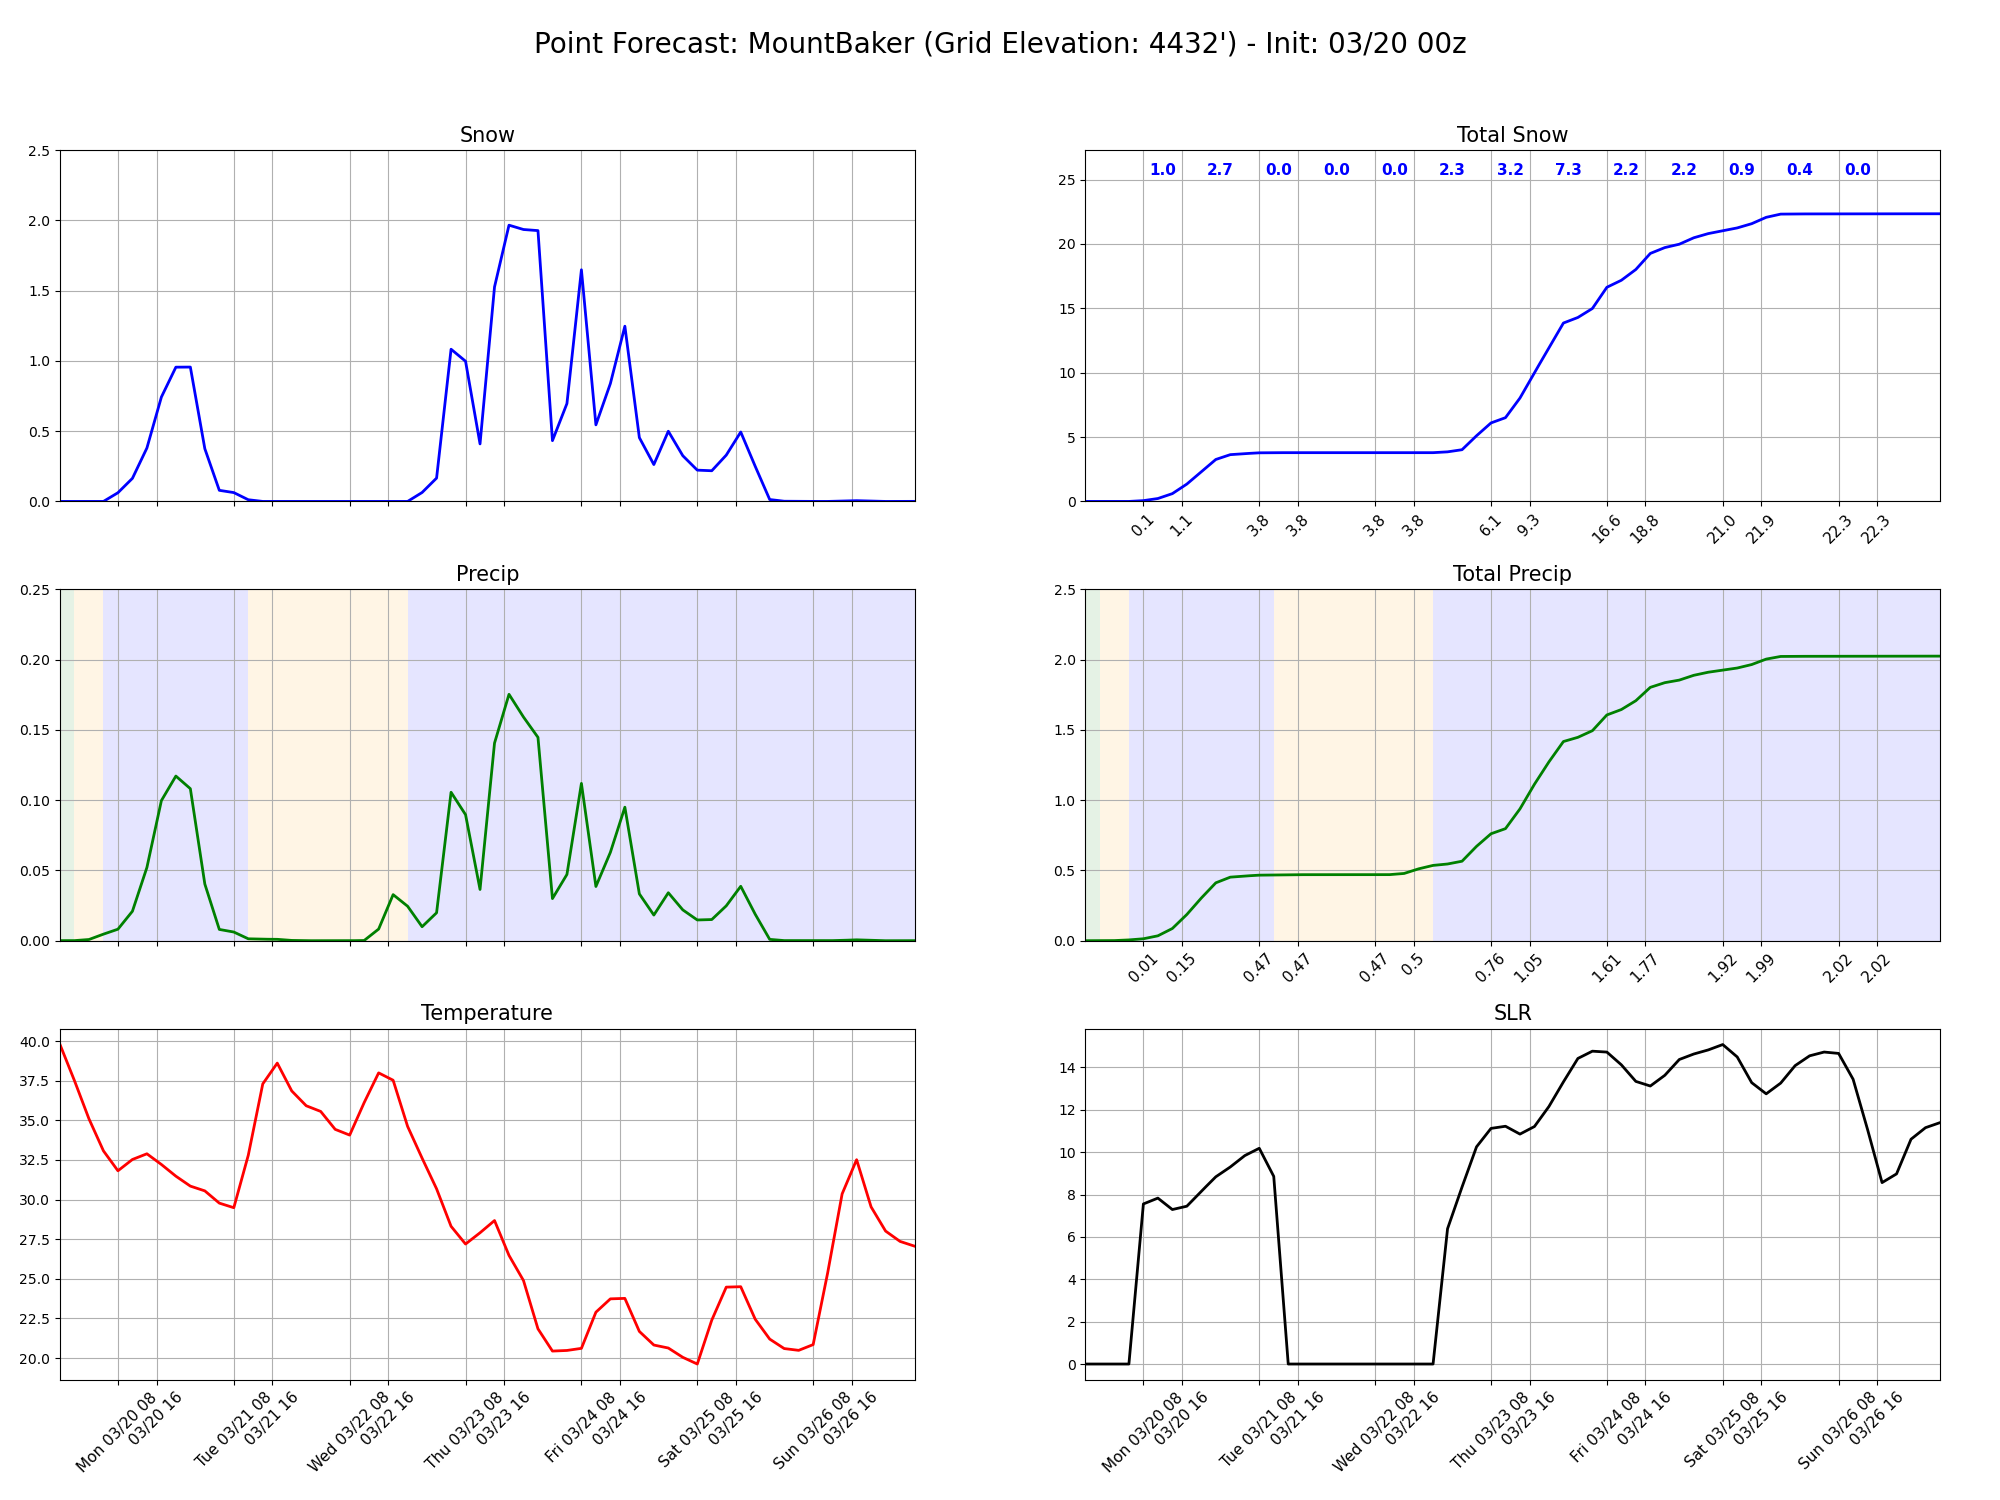 Point Forecast: MountBaker (Grid Elevation: 4432') - Init: 03/20 00z
Snow
2.5
2.0
1.5
1.0
0.5
0.0
Total Snow
1.0 2.7 0.0 0.0 0.0 2.3 3.2 7.3 2.2 2.2 0.9 0.4 0.0
25
20
15
10
5
0
0.1 1.1 3.8 3.8 3.8 3.8 6.1 9.3 16.6 18.8 21.0 21.9 22.3 22.3
Precip
0.25
0.20
0.15
0.10
0.05
0.00
Total Precip
2.5
2.0
1.5
1.0
0.5
0.0
0.01 0.15 0.47 0.47 0.47 0.5 0.76 1.05 1.61 1.77 1.92 1.99 2.02 2.02
Temperature
40.0
37.5
35.0
32.5
30.0
27.5
25.0
22.5
20.0
Mon 03/20 08
03/20 16
Tue 03/21 08
03/21 16
Wed 03/22 08
03/22 16
Thu 03/23 08
03/23 16
Fri 03/24 08
03/24 16
Sat 03/25 08
03/25 16
Sun 03/26 08
03/26 16
SLR
14
12
10
8
6
4
2
0
Mon 03/20 08
03/20 16
Tue 03/21 08
03/21 16
Wed 03/22 08
03/22 16
Thu 03/23 08
03/23 16
Fri 03/24 08
03/24 16
Sat 03/25 08
03/25 16
Sun 03/26 08
03/26 16